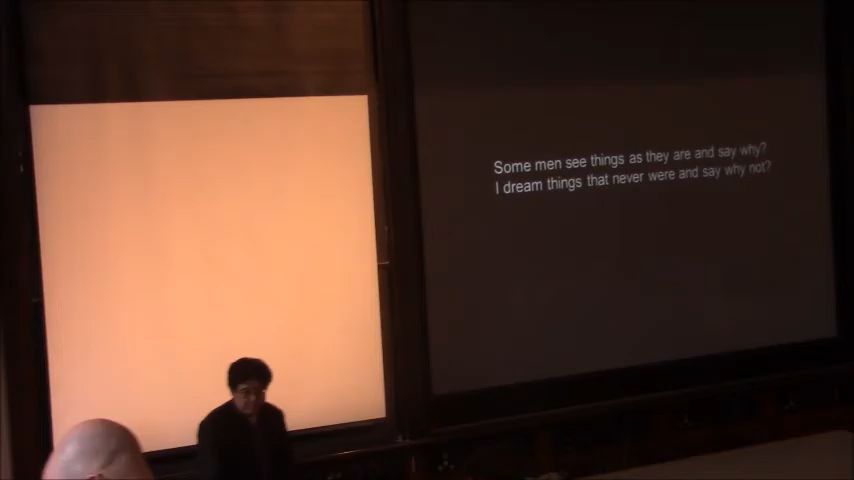 Some men see things as they are and say why?
I dream things that never were and say why not?